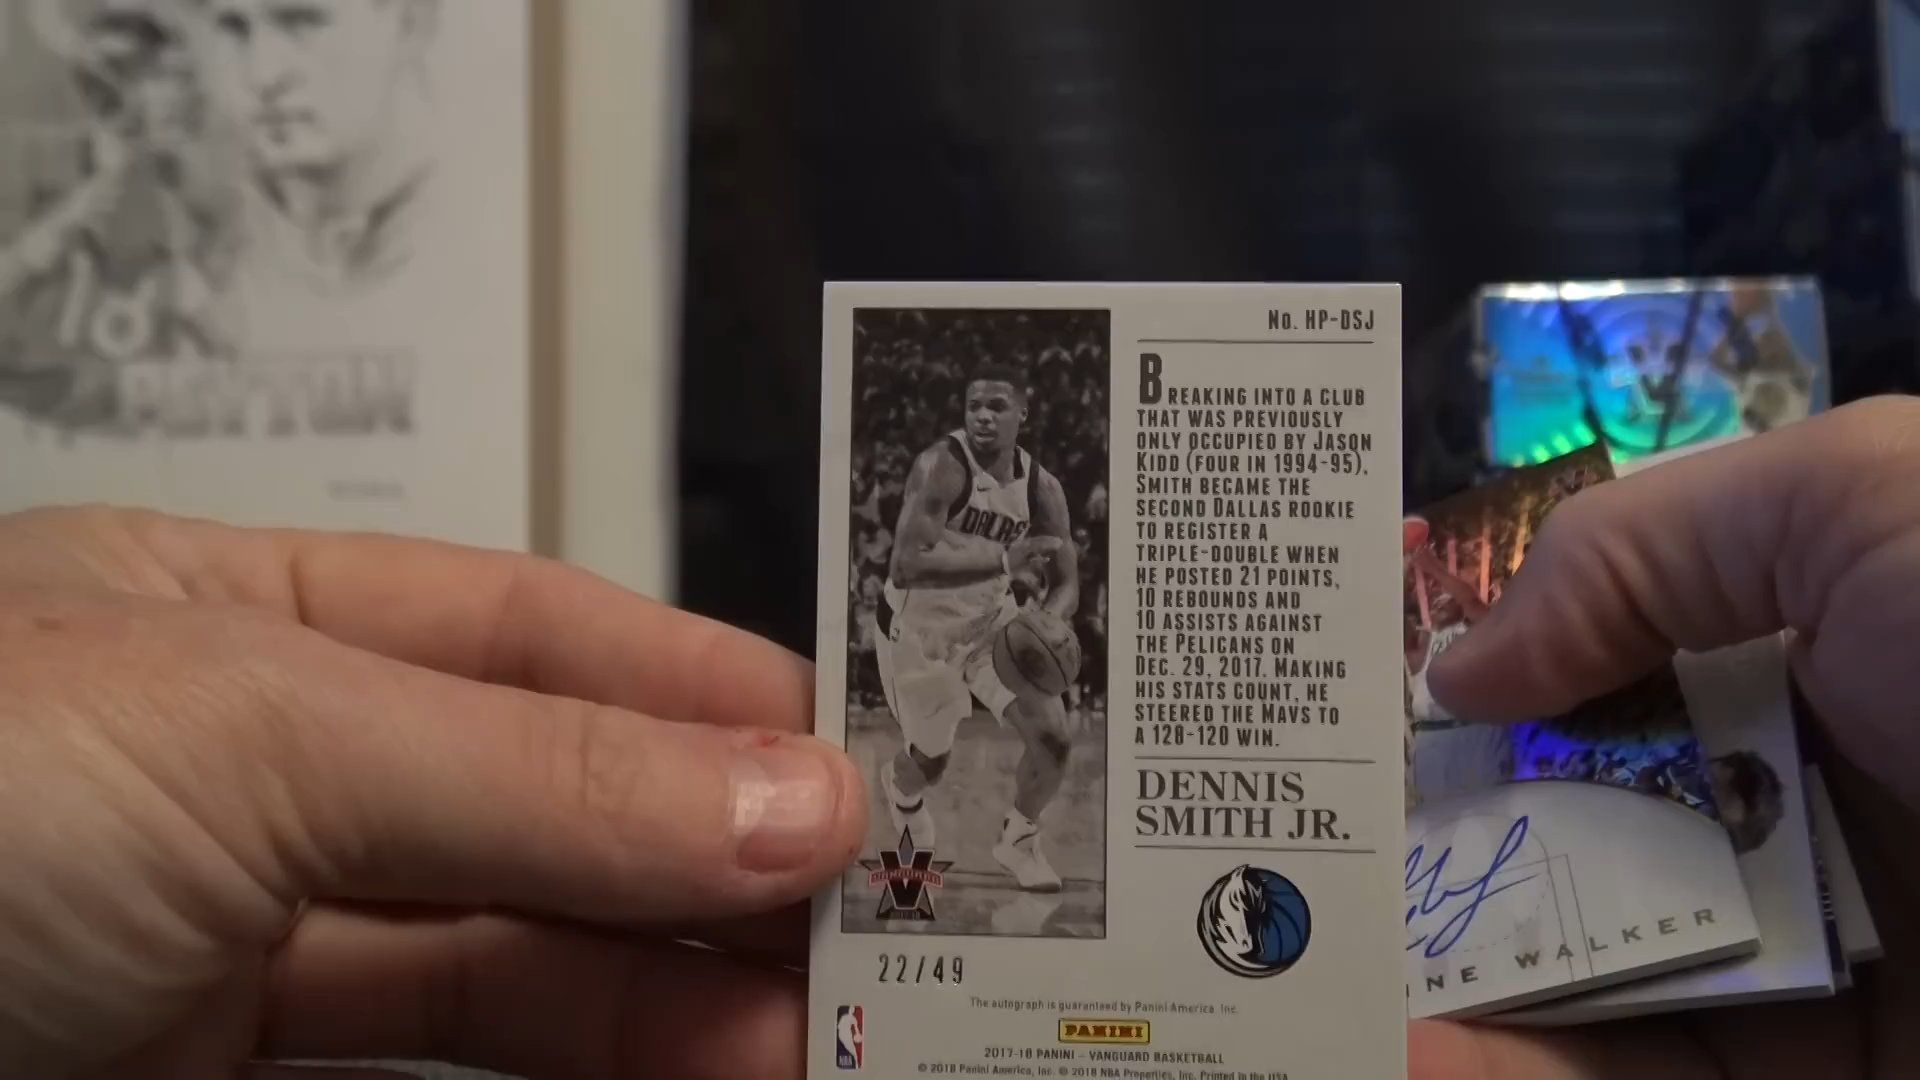 No. HP-DSJ
BREAKING INTO A CLUB
THAT WAS PREVIOUSLY
ONLY OCCUPIED BY JASON
KIDD (FOUR IN 1994-95),
SMITH BECAME THE
SECOND DALLAS ROOKIE
TO REGISTER A
TRIPLE-DOUBLE WHEN
HE POSTED 21 POINTS,
10 REBOUNDS AND
10 ASSISTS AGAINST
THE PELICANS ON
DEC. 29, 2017. MAKING
HIS STATS COUNT, HE
STEERED THE MAVS TO
A 128-120 WIN.
DENNIS
SMITH JR.
DALLAS
VANGUARD
22/49
The autograph is guaranteed by Panini America, Inc.
PANINI
NBA
2017-18 PANINI - VANGUARD BASKETBALL
© 2018 Panini America, Inc. © 2018 NBA Properties, Inc. Printed in the USA
NE WALKER